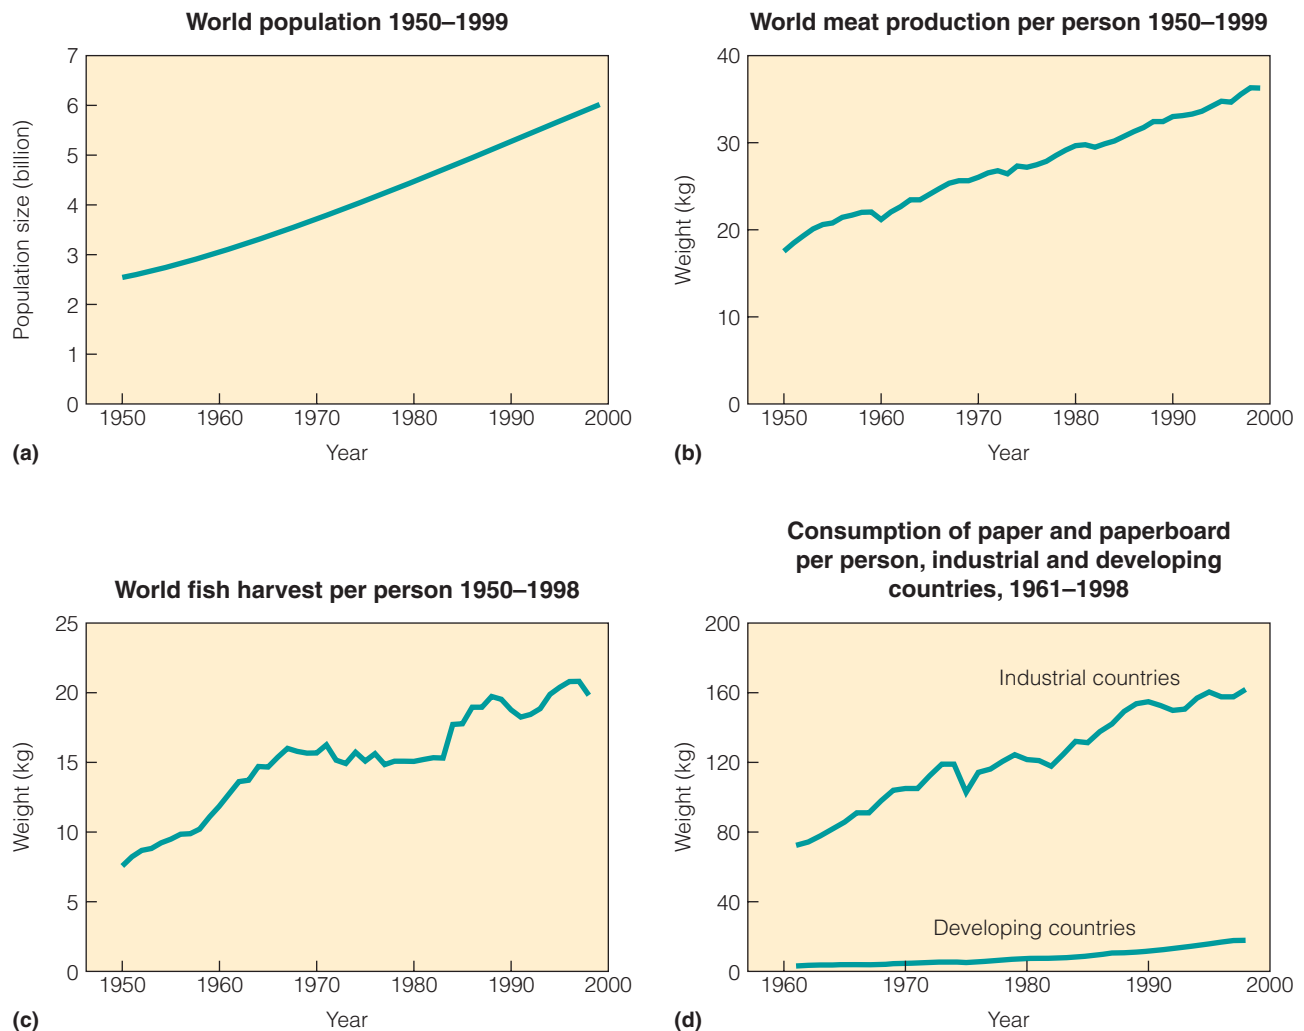 World population 1950–1999
7
6
5
4
3
2
1
0
Population size (billion)
1950 1960 1970 1980 1990 2000
Year
(a)
World meat production per person 1950–1999
40
30
20
10
0
Weight (kg)
1950 1960 1970 1980 1990 2000
Year
(b)
World fish harvest per person 1950–1998
25
20
15
10
5
0
Weight (kg)
1950 1960 1970 1980 1990 2000
Year
(c)
Consumption of paper and paperboard
per person, industrial and developing
countries, 1961–1998
200
160
120
80
40
0
Weight (kg)
Industrial countries
Developing countries
1960 1970 1980 1990 2000
Year
(d)